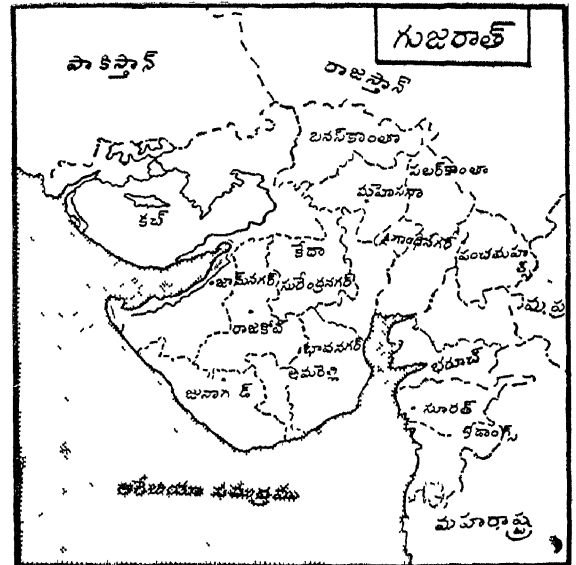 గుజరాత్
పాకిస్తాన్
రాజస్తాన్
బనస్‌కాంఠా
సబర్‌కాంఠా
మహెసణా
కచ్
గాంధీనగర్
పంచమహల్స్
కేడా
జామ్‌నగర్
సురేంద్రనగర్
మ.ప్ర
రాజకోట్
భావనగర్
భరూచ్
అమరెల్లి
జునాగడ్
సూరత్
డాంగ్స్
అరేబియా సముద్రము
మహారాష్ట్ర